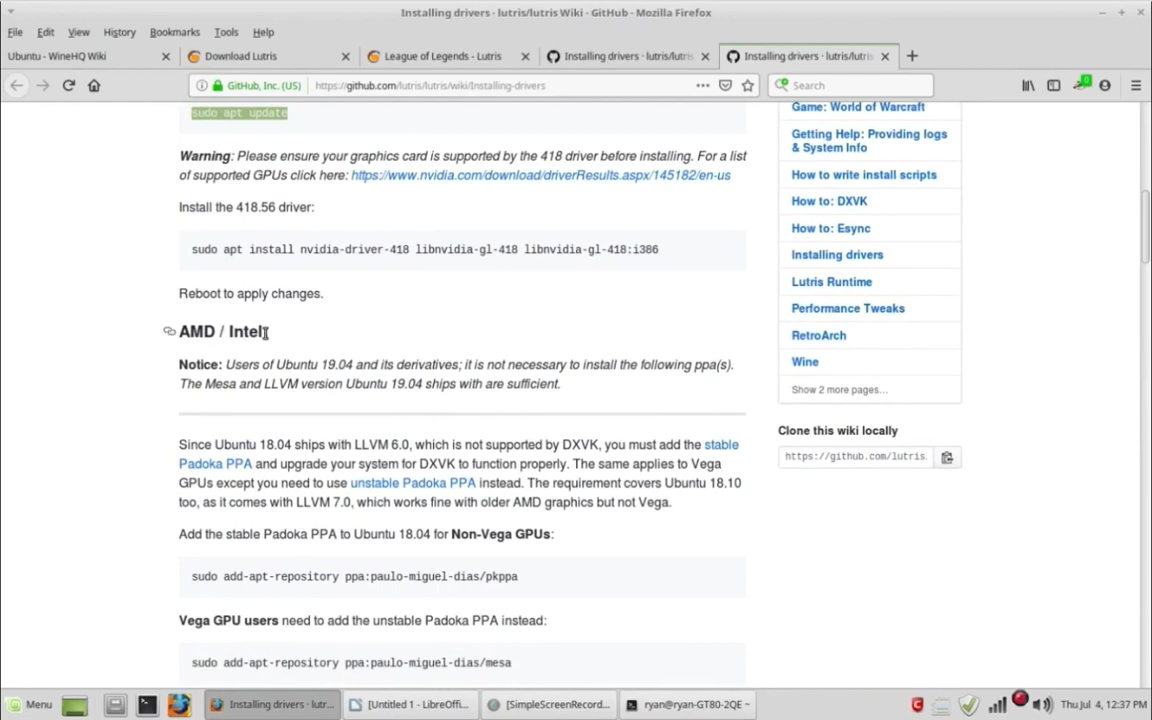 Installing drivers · lutris/lutris Wiki · GitHub - Mozilla Firefox
File Edit View History Bookmarks Tools Help
Ubuntu - WineHQ Wiki
Download Lutris
League of Legends - Lutris
Installing drivers · lutris/lutri
Installing drivers · lutris/lutri
GitHub, Inc. (US)
https://github.com/lutris/lutris/wiki/Installing-drivers
Search
sudo apt update
Warning: Please ensure your graphics card is supported by the 418 driver before installing. For a list
of supported GPUs click here: https://www.nvidia.com/download/driverResults.aspx/145182/en-us
Install the 418.56 driver:
sudo apt install nvidia-driver-418 libnvidia-gl-418 libnvidia-gl-418:i386
Reboot to apply changes.
AMD / Intel
Notice: Users of Ubuntu 19.04 and its derivatives; it is not necessary to install the following ppa(s).
The Mesa and LLVM version Ubuntu 19.04 ships with are sufficient.
Since Ubuntu 18.04 ships with LLVM 6.0, which is not supported by DXVK, you must add the stable
Padoka PPA and upgrade your system for DXVK to function properly. The same applies to Vega
GPUs except you need to use unstable Padoka PPA instead. The requirement covers Ubuntu 18.10
too, as it comes with LLVM 7.0, which works fine with older AMD graphics but not Vega.
Add the stable Padoka PPA to Ubuntu 18.04 for Non-Vega GPUs:
sudo add-apt-repository ppa:paulo-miguel-dias/pkppa
Vega GPU users need to add the unstable Padoka PPA instead:
sudo add-apt-repository ppa:paulo-miguel-dias/mesa
Game: World of Warcraft
Getting Help: Providing logs
& System Info
How to write install scripts
How to: DXVK
How to: Esync
Installing drivers
Lutris Runtime
Performance Tweaks
RetroArch
Wine
Show 2 more pages…
Clone this wiki locally
https://github.com/lutris.
Menu
Installing drivers · lutr...
[Untitled 1 - LibreOffi...
[SimpleScreenRecord...
ryan@ryan-GT80-2QE ~
Thu Jul 4, 12:37 PM